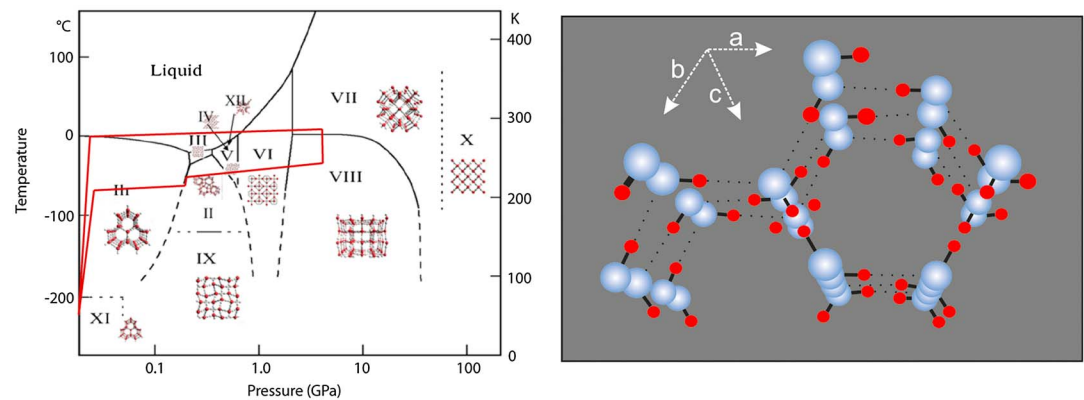 °C
K
400
300
200
100
0
100
0
-100
-200
Temperature
Liquid
XII
IV
III
V
VI
VII
VIII
X
Ih
II
IX
XI
0.1
1.0
10
100
Pressure (GPa)
a
b
c